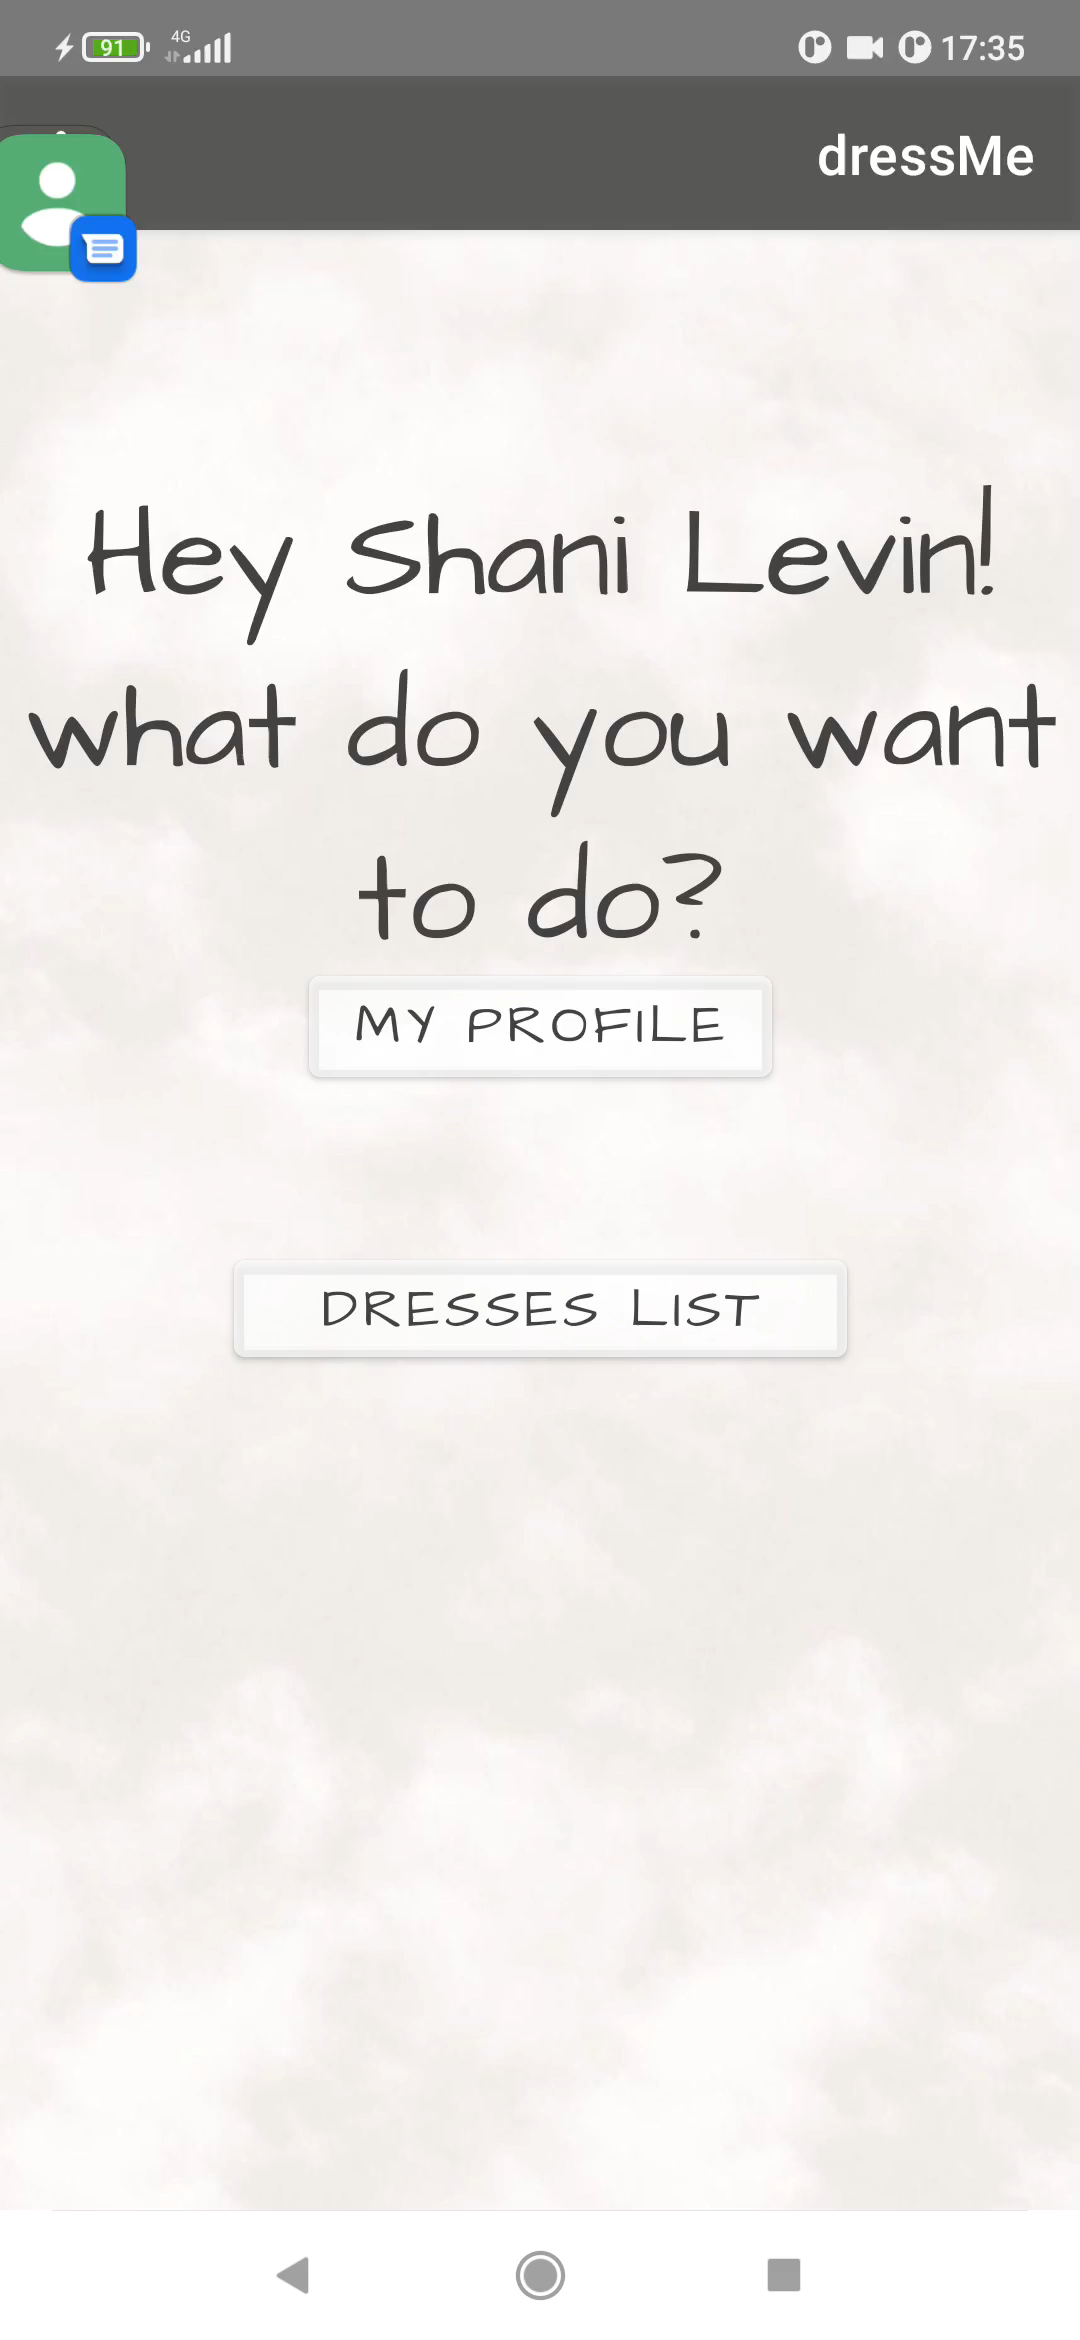 91 4G 17:35
dressMe
Hey Shani Levin!
what do you want
to do?
MY PROFILE
DRESSES LIST